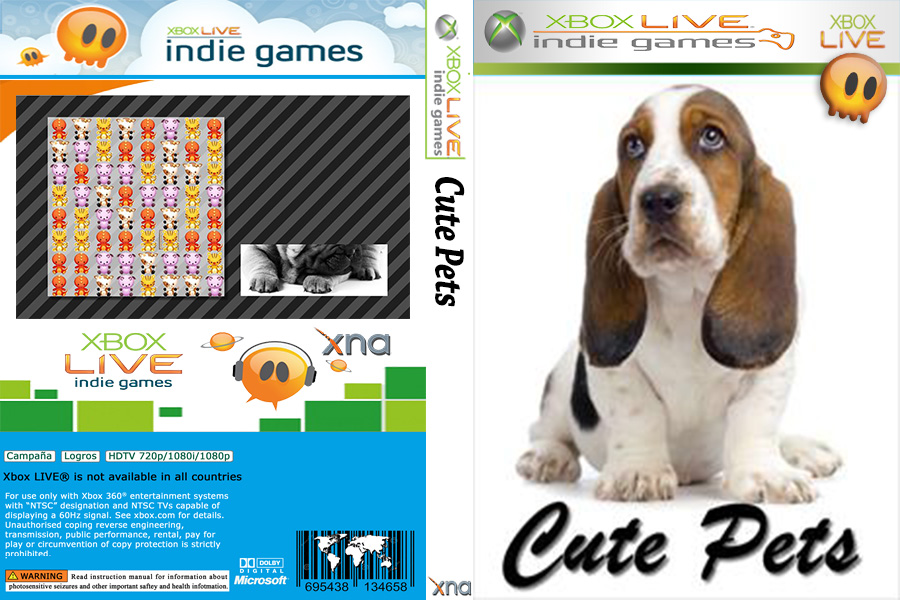 XBOX LIVE
indie games
XBOX LIVE
indie games
xna
Campaña Logros HDTV 720p/1080i/1080p
Xbox LIVE® is not available in all countries
For use only with Xbox 360® entertainment systems
with “NTSC” designation and NTSC TVs capable of
displaying a 60Hz signal. See xbox.com for details.
Unauthorised coping reverse engineering,
transmission, public performance, rental, pay for
play or circumvention of copy protection is strictly
prohibited.
WARNING Read instruction manual for information about
photosensitive seizures and other important saftey and health infotmation.
DOLBY
DIGITAL
Microsoft®
695438 134658
XBOX LIVE
indie games
Cute Pets
xna
XBOX LIVE™
indie games
XBOX
LIVE
Cute Pets